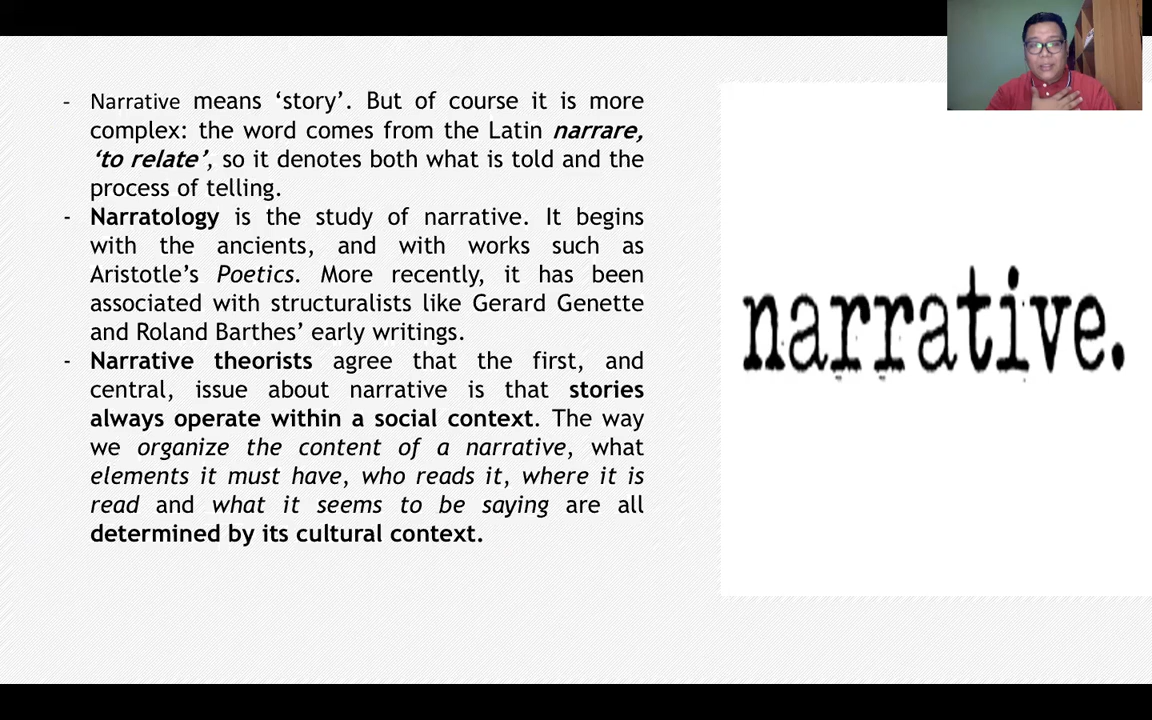 - Narrative means ‘story’. But of course it is more
complex: the word comes from the Latin narrare,
‘to relate’, so it denotes both what is told and the
process of telling.
- Narratology is the study of narrative. It begins
with the ancients, and with works such as
Aristotle’s Poetics. More recently, it has been
associated with structuralists like Gerard Genette
and Roland Barthes’ early writings.
- Narrative theorists agree that the first, and
central, issue about narrative is that stories
always operate within a social context. The way
we organize the content of a narrative, what
elements it must have, who reads it, where it is
read and what it seems to be saying are all
determined by its cultural context.
narrative.